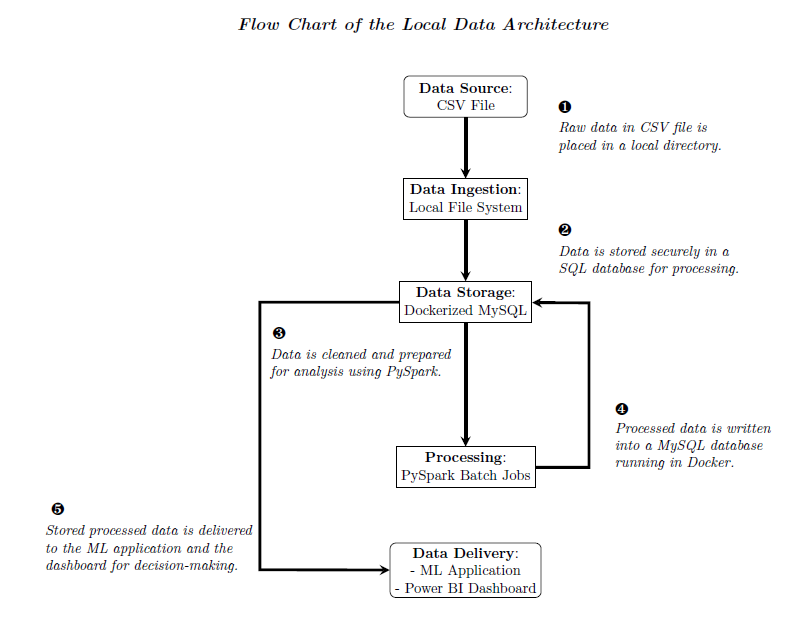 Flow Chart of the Local Data Architecture
Data Source:
CSV File
❶
Raw data in CSV file is
placed in a local directory.
Data Ingestion:
Local File System
❷
Data is stored securely in a
SQL database for processing.
Data Storage:
Dockerized MySQL
❸
Data is cleaned and prepared
for analysis using PySpark.
❹
Processed data is written
into a MySQL database
running in Docker.
Processing:
PySpark Batch Jobs
❺
Stored processed data is delivered
to the ML application and the
dashboard for decision-making.
Data Delivery:
- ML Application
- Power BI Dashboard